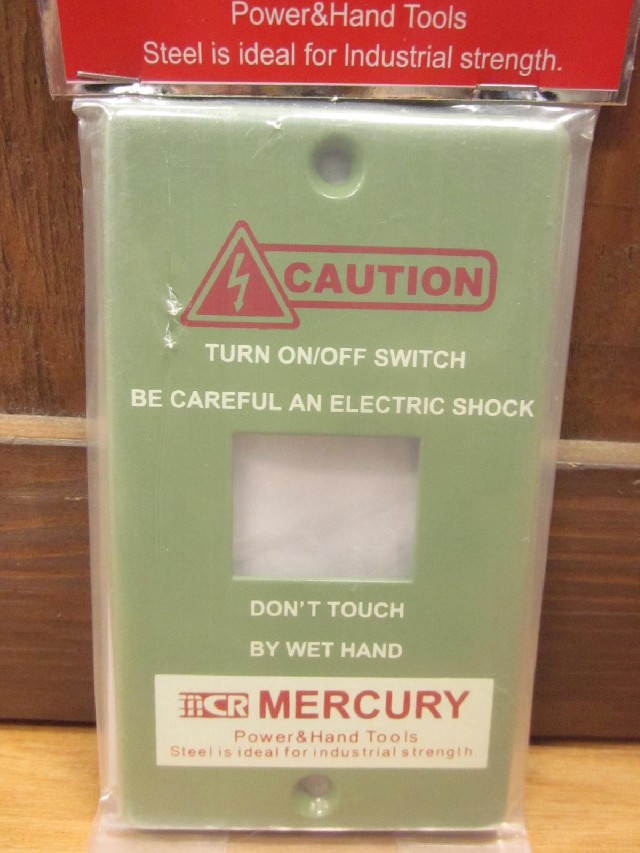 Power&Hand Tools
Steel is ideal for Industrial strength.
CAUTION
TURN ON/OFF SWITCH
BE CAREFUL AN ELECTRIC SHOCK
DON'T TOUCH
BY WET HAND
MCR MERCURY
Power&Hand Tools
Steel is ideal for industrial strength.